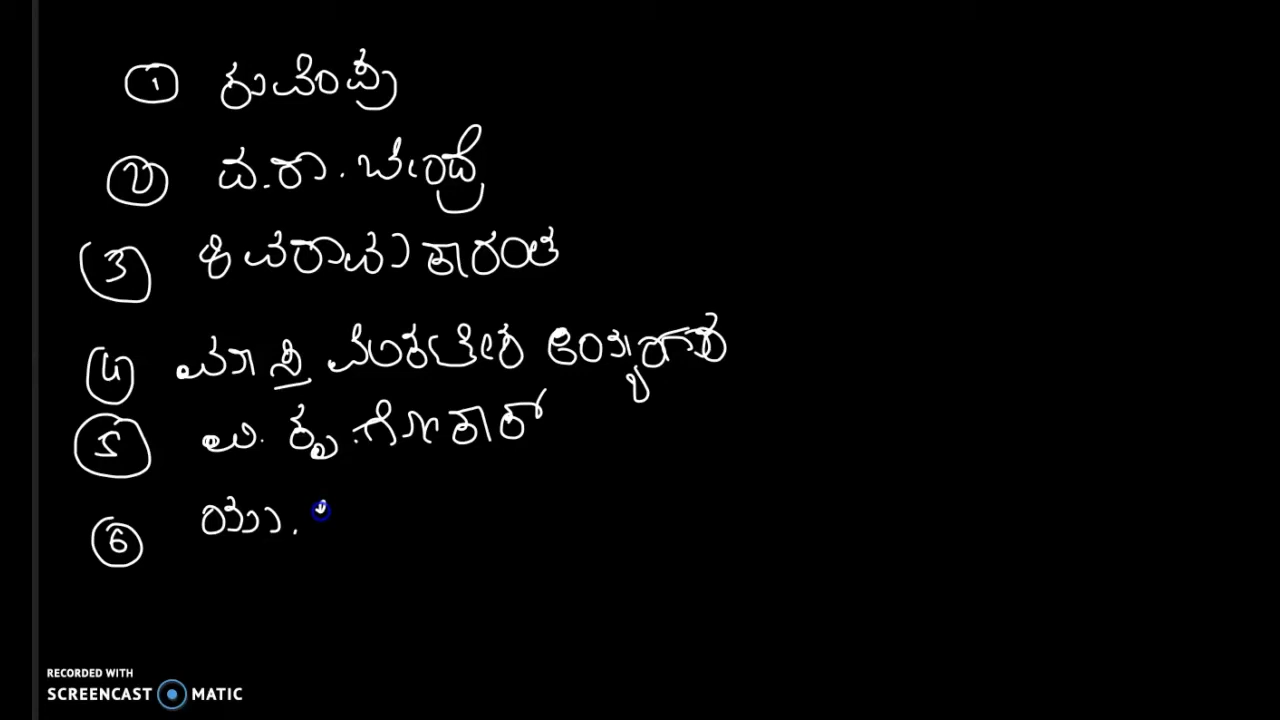 1 ಕುವೆಂಪು
2 ದ.ರಾ. ಬೇಂದ್ರೆ
3 ಶಿವರಾಮ ಕಾರಂತ
4 ಮಾಸ್ತಿ ವೆಂಕಟೇಶ ಅಯ್ಯಂಗಾರ
5 ವಿ. ಕೃ. ಗೋಕಾಕ್
6 ಯು.
RECORDED WITH
SCREENCAST MATIC